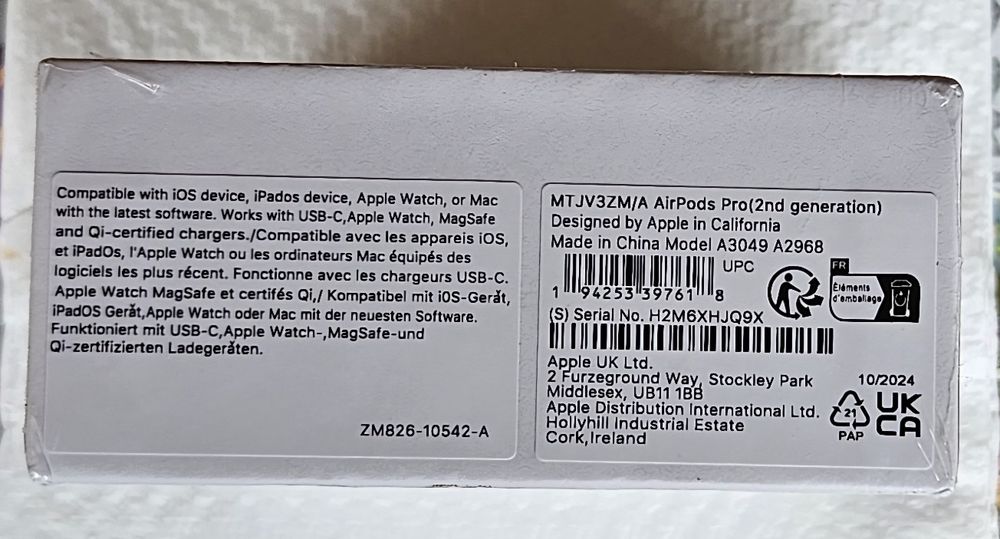 Compatible with iOS device, iPados device, Apple Watch, or Mac
with the latest software. Works with USB-C,Apple Watch, MagSafe
and Qi-certified chargers./Compatible avec les appareils iOS,
et iPadOs, l'Apple Watch ou les ordinateurs Mac équipés des
logiciels les plus récent. Fonctionne avec les chargeurs USB-C.
Apple Watch MagSafe et certifés Qi,/ Kompatibel mit iOS-Gerăt,
iPadOS Gerăt,Apple Watch oder Mac mit der neuesten Software.
Funktioniert mit USB-C,Apple Watch-,MagSafe-und
Qi-zertifizierten Ladegerăten.
ZM826-10542-A
MTJV3ZM/A AirPods Pro(2nd generation)
Designed by Apple in California
Made in China Model A3049 A2968
UPC
1 94253 39761 8
FR
Éléments
d'emballage
(S) Serial No. H2M6XHJQ9X
Apple UK Ltd.
2 Furzeground Way, Stockley Park
Middlesex, UB11 1BB
Apple Distribution International Ltd.
Hollyhill Industrial Estate
Cork,Ireland
10/2024
21
PAP
UK
CA